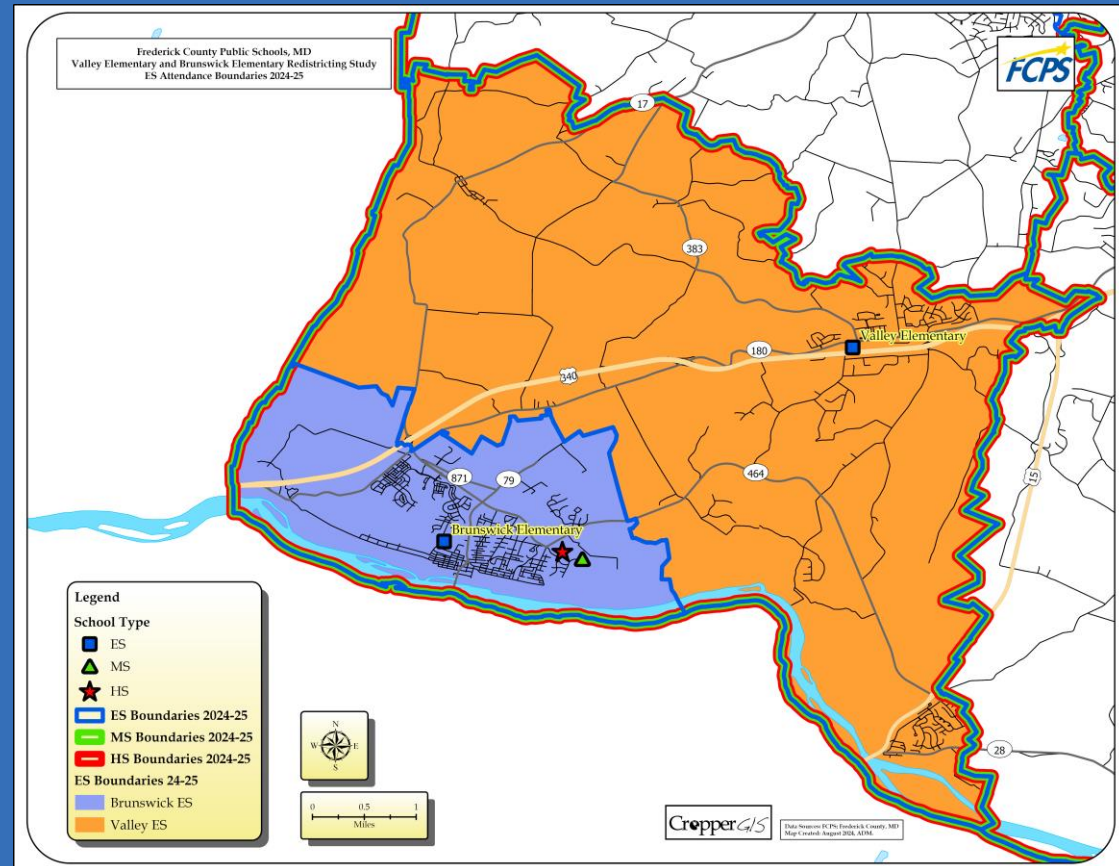 Frederick County Public Schools, MD
Valley Elementary and Brunswick Elementary Redistricting Study
ES Attendance Boundaries 2024-25
FCPS
17
383
Valley Elementary
180
340
15
464
871
79
Brunswick Elementary
28
Legend
School Type
ES
MS
HS
ES Boundaries 2024-25
MS Boundaries 2024-25
HS Boundaries 2024-25
ES Boundaries 24-25
Brunswick ES
Valley ES
N
W E
S
0 0.5 1
Miles
Cropper GIS
Data Sources: FCPS; Frederick County, MD
Map Created: August 2024, ADM.